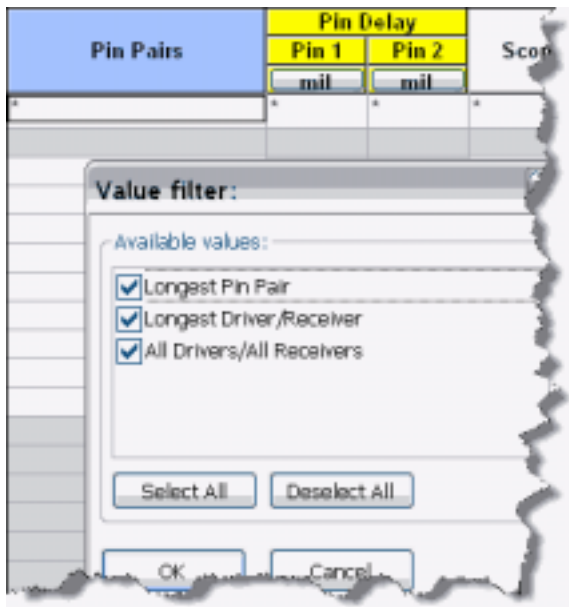 Pin Delay
Pin Pairs Pin 1 Pin 2 Scop
mil mil
* * * *
Value filter:
Available values:
Longest Pin Pair
Longest Driver/Receiver
All Drivers/All Receivers
Select All Deselect All
OK Cancel